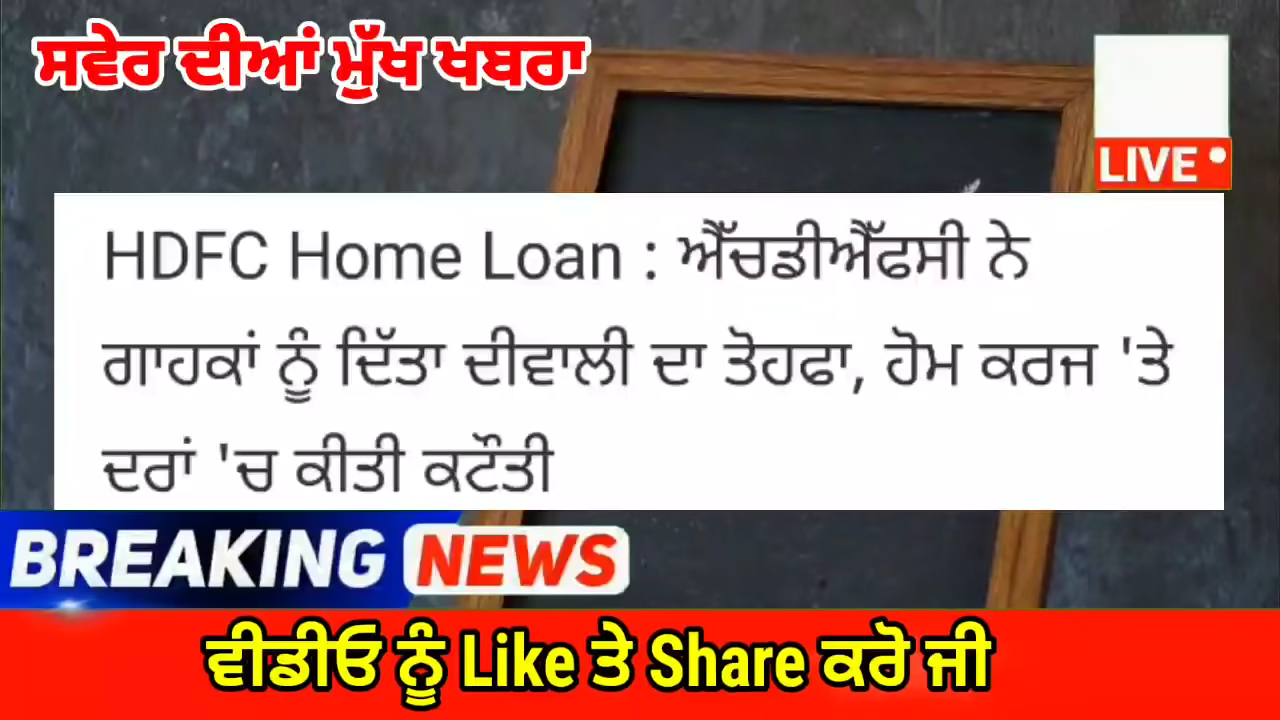 ਸਵੇਰ ਦੀਆਂ ਮੁੱਖ ਖਬਰਾ
LIVE
HDFC Home Loan : ਐੱਚਡੀਐੱਫਸੀ ਨੇ
ਗਾਹਕਾਂ ਨੂੰ ਦਿੱਤਾ ਦੀਵਾਲੀ ਦਾ ਤੋਹਫਾ, ਹੋਮ ਕਰਜ 'ਤੇ
ਦਰਾਂ 'ਚ ਕੀਤੀ ਕਟੌਤੀ
BREAKING NEWS
ਵੀਡੀਓ ਨੂੰ Like ਤੇ Share ਕਰੋ ਜੀ